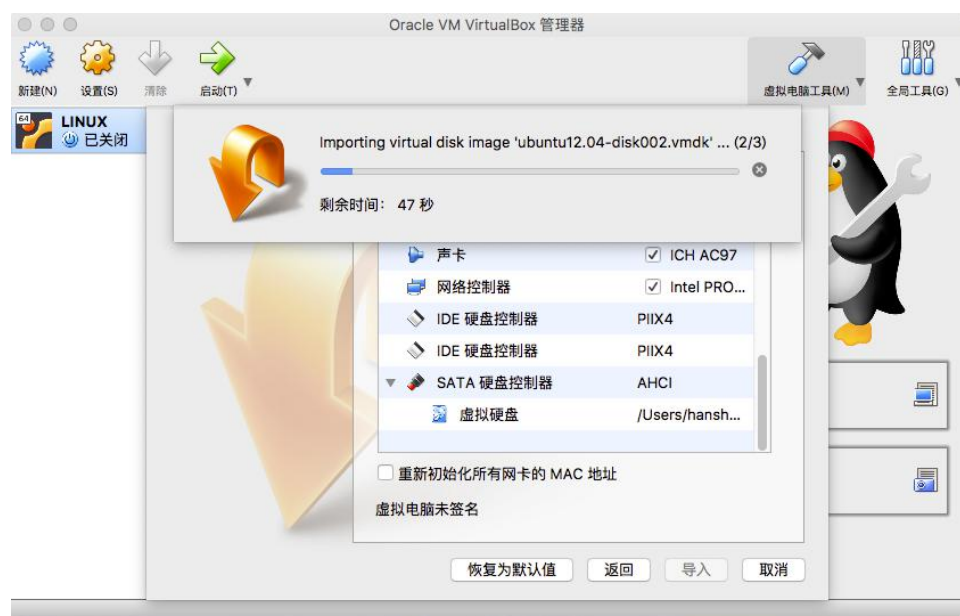 Oracle VM VirtualBox 管理器
新建(N) 设置(S) 清除 启动(T) 虚拟电脑工具(M) 全局工具(G)
64 LINUX
已关闭
Importing virtual disk image 'ubuntu12.04-disk002.vmdk' ... (2/3)
剩余时间: 47 秒
声卡 ICH AC97
网络控制器 Intel PRO...
IDE 硬盘控制器 PIIX4
IDE 硬盘控制器 PIIX4
SATA 硬盘控制器 AHCI
虚拟硬盘 /Users/hansh...
重新初始化所有网卡的 MAC 地址
虚拟电脑未签名
恢复为默认值 返回 导入 取消